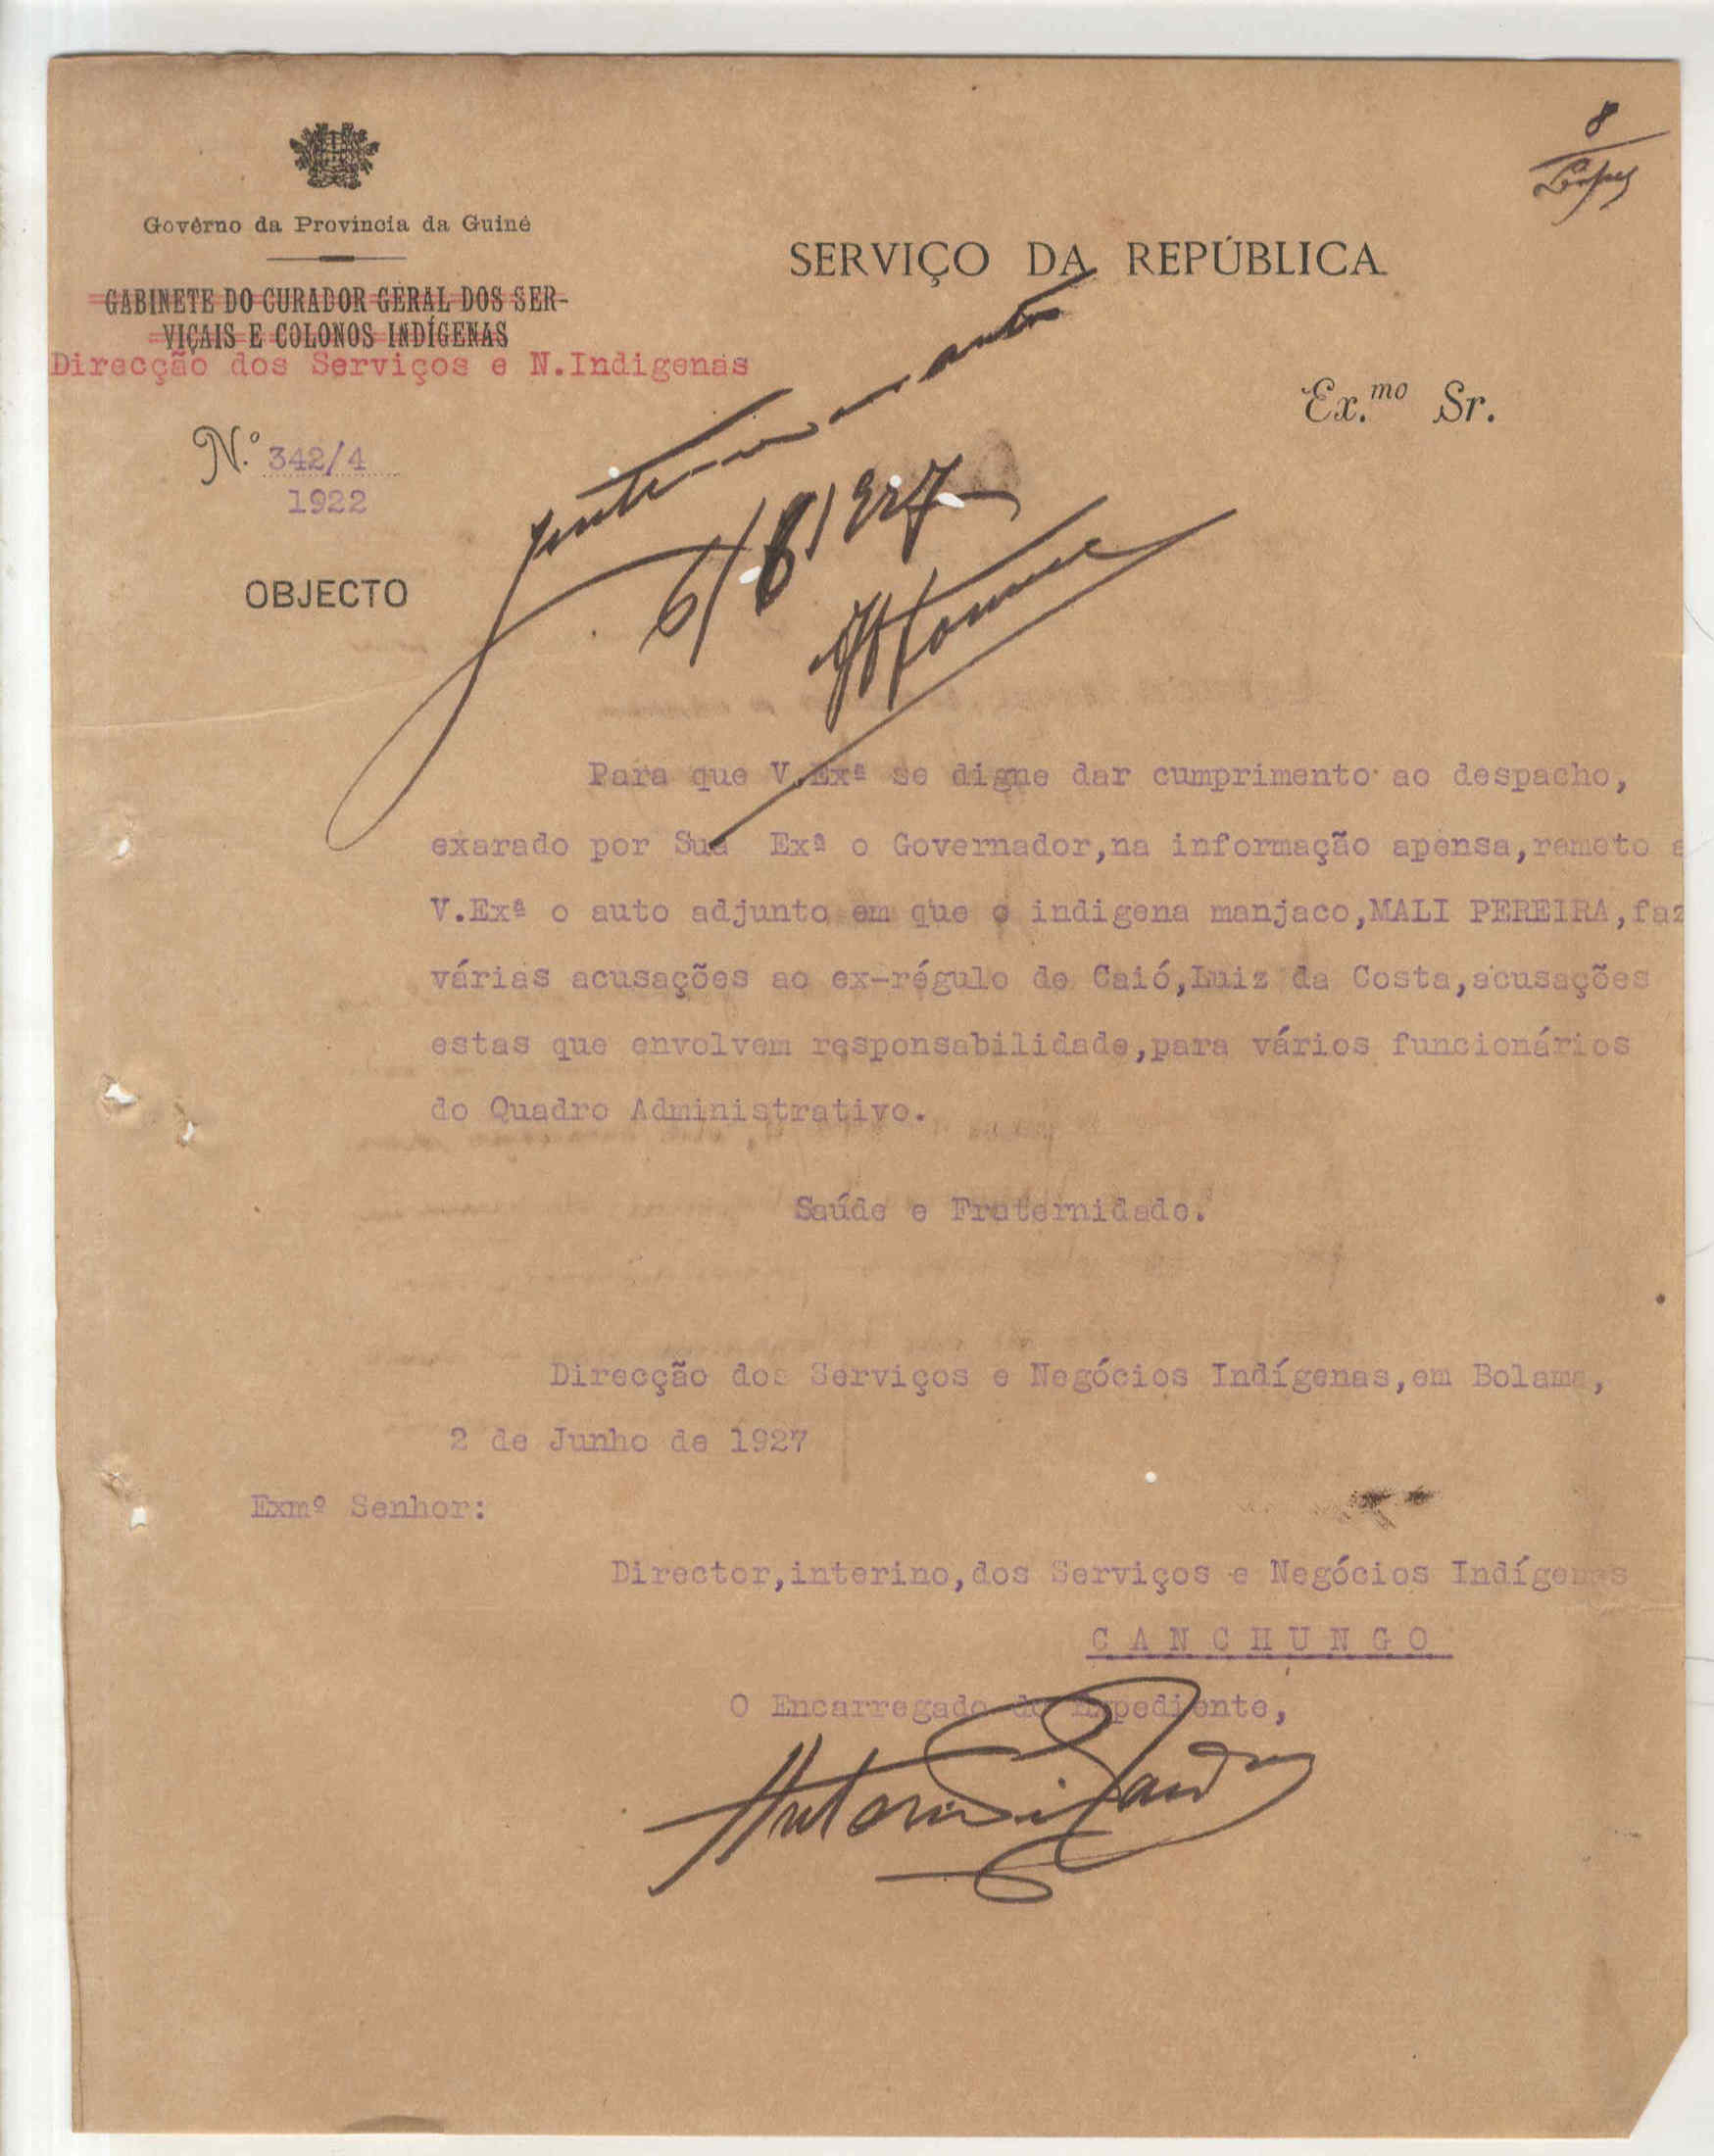 8
Govêrno da Província da Guiné
SERVIÇO DA REPÚBLICA
GABINETE DO CURADOR GERAL DOS SER-
VIÇAIS E COLONOS INDÍGENAS
Direcção dos Serviços e N.Indigenas
Ex.mo Sr.
N.º 342/4
1922
aos autos
6/6/927
OBJECTO
Para que V.Exª se digne dar cumprimento ao despacho,
exarado por Sua Exª o Governador,na informação apensa,remeto a
V.Exª o auto adjunto em que o indigena manjaco,MALI PEREIRA,faz
várias acusações ao ex-régulo de Caió,Luiz da Costa,acusações
estas que envolvem responsabilidade,para vários funcionários
do Quadro Administrativo.
Saúde e Fraternidade.
Direcção dos Serviços e Negócios Indígenas,em Bolama,
2 de Junho de 1927
Exmº Senhor:
Director,interino,dos Serviços e Negócios Indígenas
CANCHUNGO
O Encarregado do Expediente,